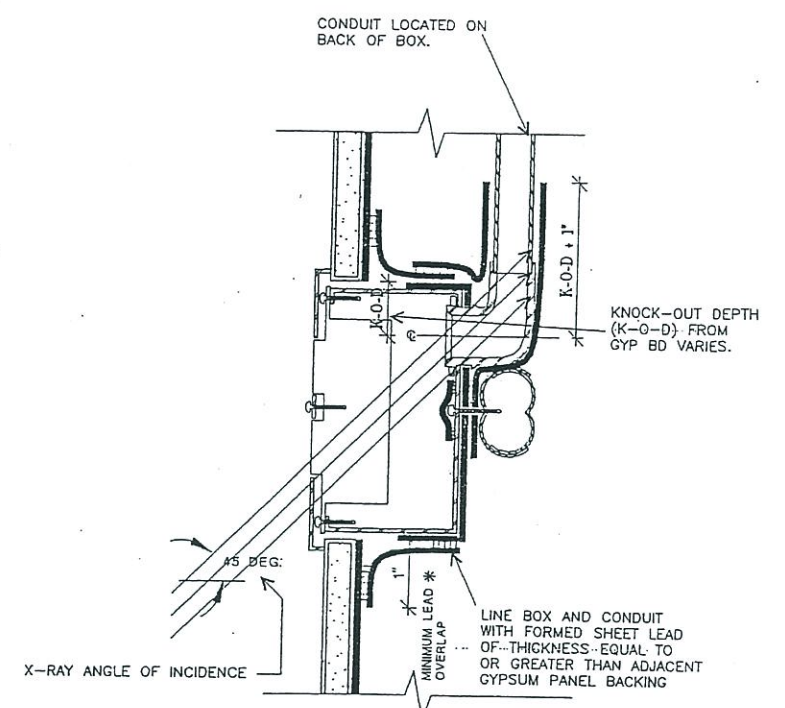 CONDUIT LOCATED ON
BACK OF BOX.
K-O-D + 1"
K-O-D
KNOCK-OUT DEPTH
(K-O-D) FROM
GYP BD VARIES.
℄
45 DEG.
1"
MINIMUM LEAD *
OVERLAP
LINE BOX AND CONDUIT
WITH FORMED SHEET LEAD
OF THICKNESS EQUAL TO
OR GREATER THAN ADJACENT
GYPSUM PANEL BACKING
X-RAY ANGLE OF INCIDENCE